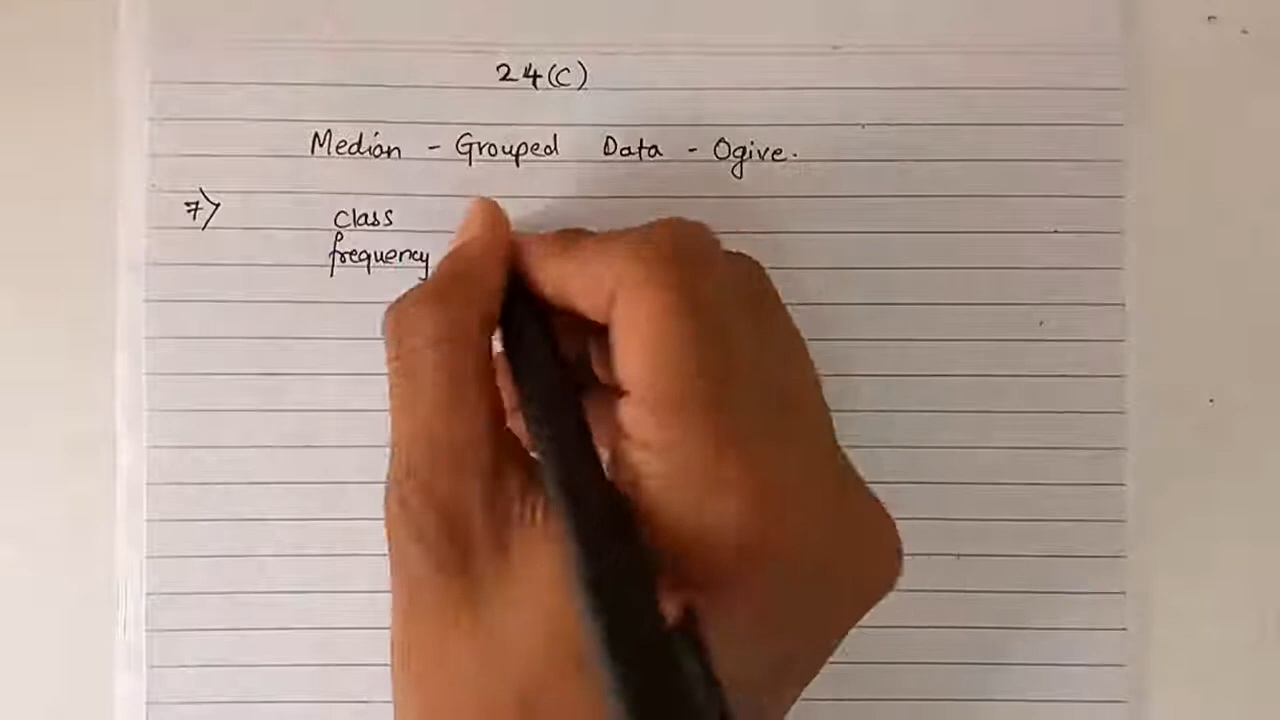 24(C)
Median - Grouped Data - Ogive.
7) class
frequency